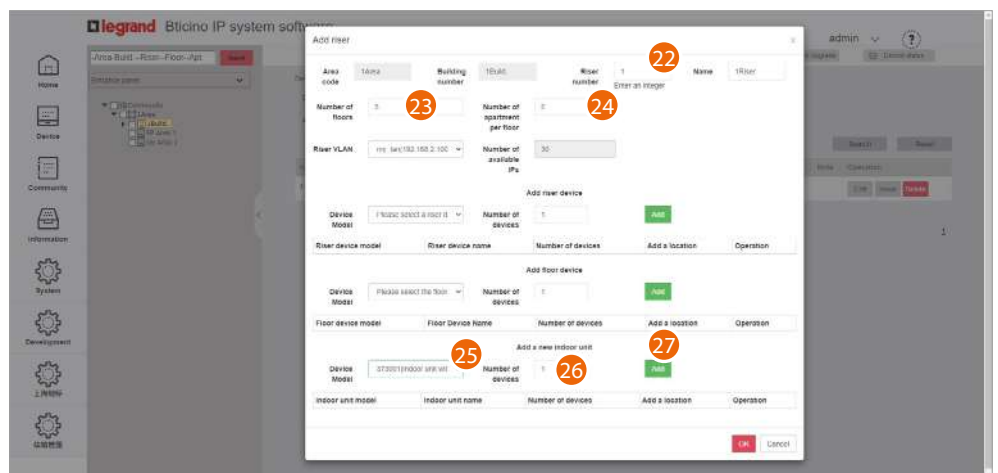 legrand Bticino IP system software
admin
?
-Area-Build.--Riser--Floor--Apt
Home
Device
Community
Information
System
Development
Add riser
x
Area code 1Area Building number 1Build. Riser number 1 22 Name 1Riser
Enter an integer
Number of floors 23 Number of apartment per floor 24
Riser VLAN Number of available IPs 30
Add riser device
Device Model Please select a riser d Number of devices 1 Add
Riser device model Riser device name Number of devices Add a location Operation
Add floor device
Device Model Please select the floor Number of devices 1 Add
Floor device model Floor Device Name Number of devices Add a location Operation
Add a new indoor unit
Device Model 25 Number of devices 1 26 Add 27
Indoor unit model Indoor unit name Number of devices Add a location Operation
OK Cancel
Search Reset
Operation
Delete
1